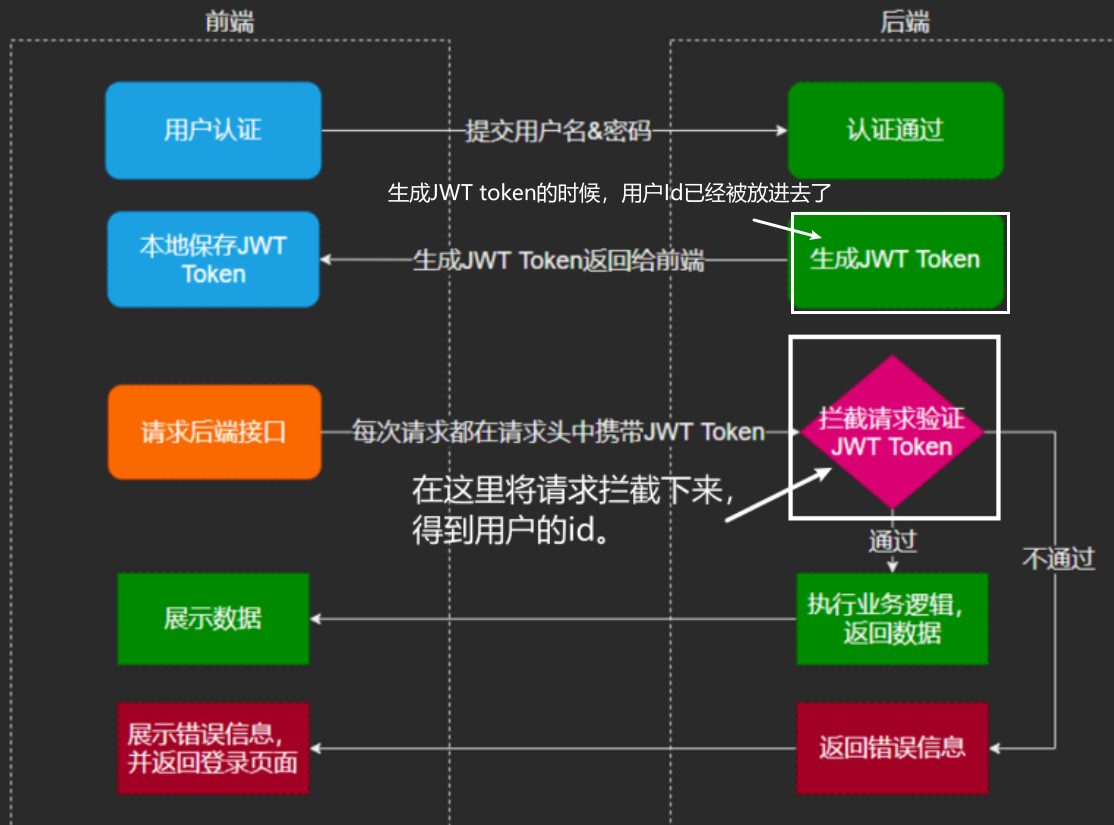 前端
后端
用户认证
提交用户名&密码
认证通过
生成JWT token的时候，用户Id已经被放进去了
本地保存JWT
Token
生成JWT Token返回给前端
生成JWT Token
请求后端接口
每次请求都在请求头中携带JWT Token
拦截请求验证
JWT Token
在这里将请求拦截下来，
得到用户的id。
通过
不通过
展示数据
执行业务逻辑，
返回数据
展示错误信息，
并返回登录页面
返回错误信息